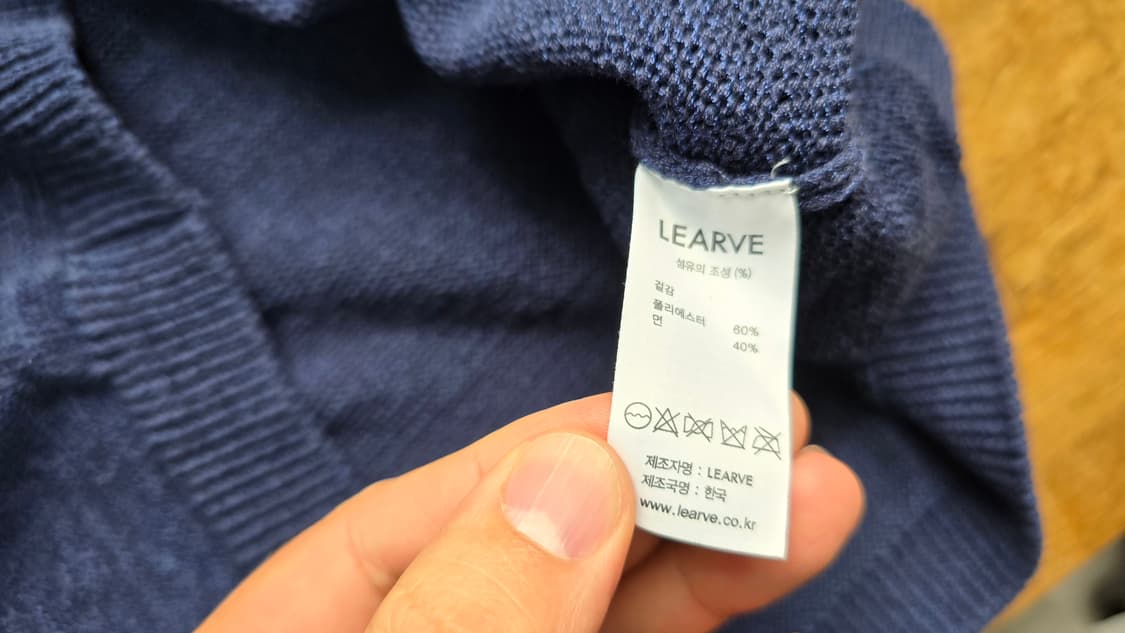 LEARVE
섬유의 조성 (%)
겉감
폴리에스터 60%
면 40%
제조자명 : LEARVE
제조국명 : 한국
www.learve.co.kr